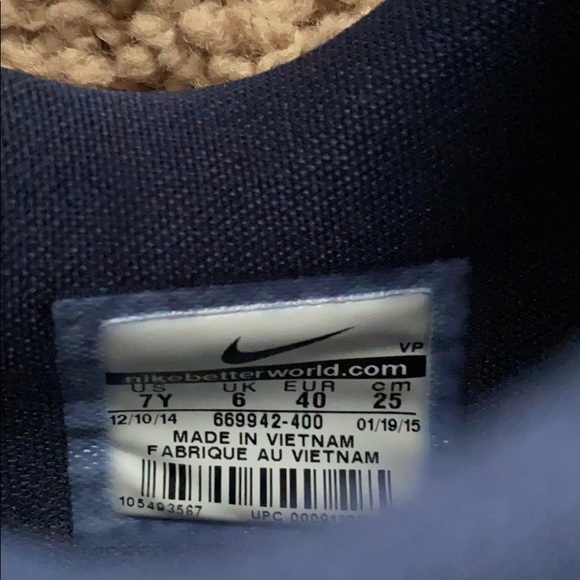 VP
nikebetterworld.com
US UK EUR cm
7Y 6 40 25
12/10/14 669942-400 01/19/15
MADE IN VIETNAM
FABRIQUE AU VIETNAM
105493567 UPC